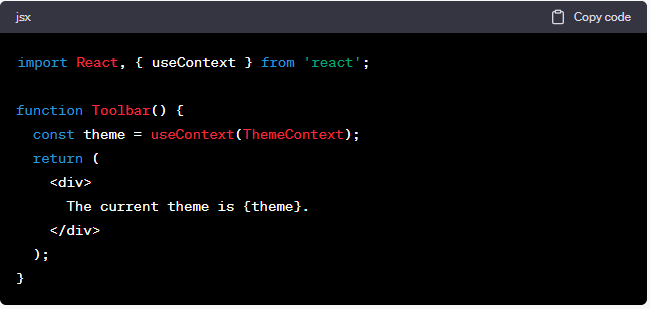 jsx
Copy code
import React, { useContext } from 'react';
function Toolbar() {
const theme = useContext(ThemeContext);
return (
<div>
The current theme is {theme}.
</div>
);
}